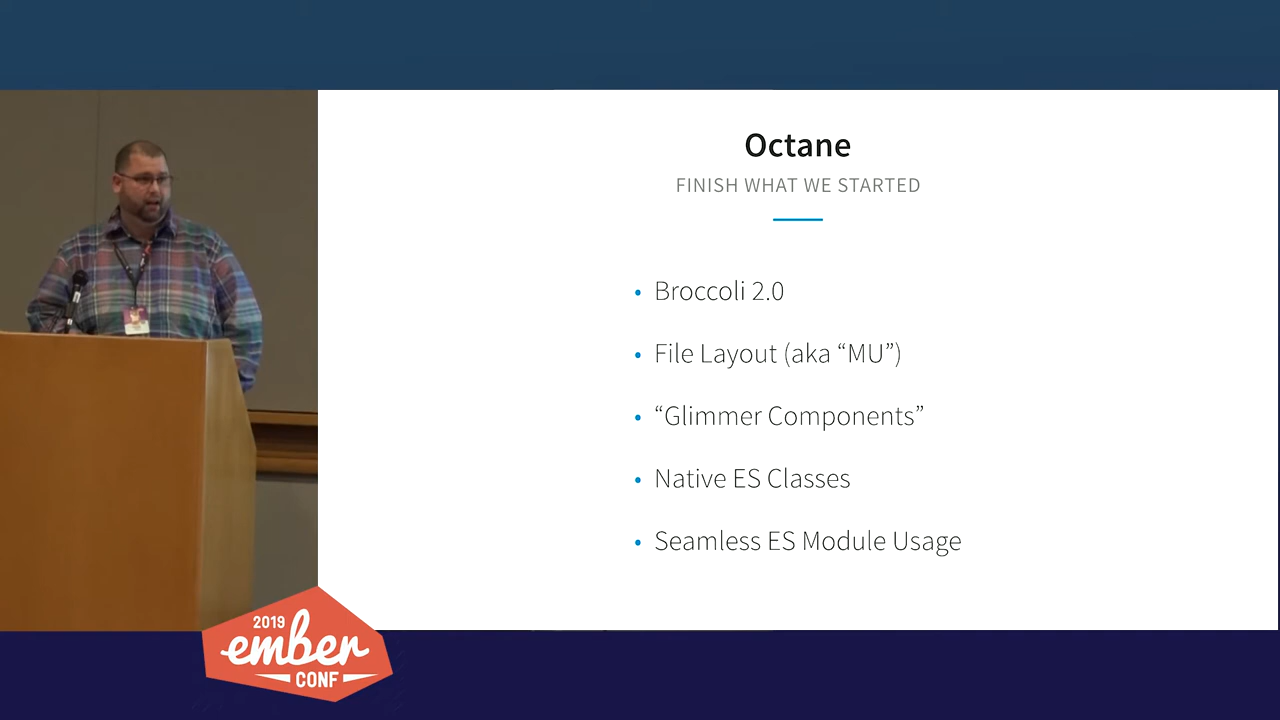 Octane
FINISH WHAT WE STARTED
• Broccoli 2.0
• File Layout (aka “MU”)
• “Glimmer Components”
• Native ES Classes
• Seamless ES Module Usage
2019
ember
CONF